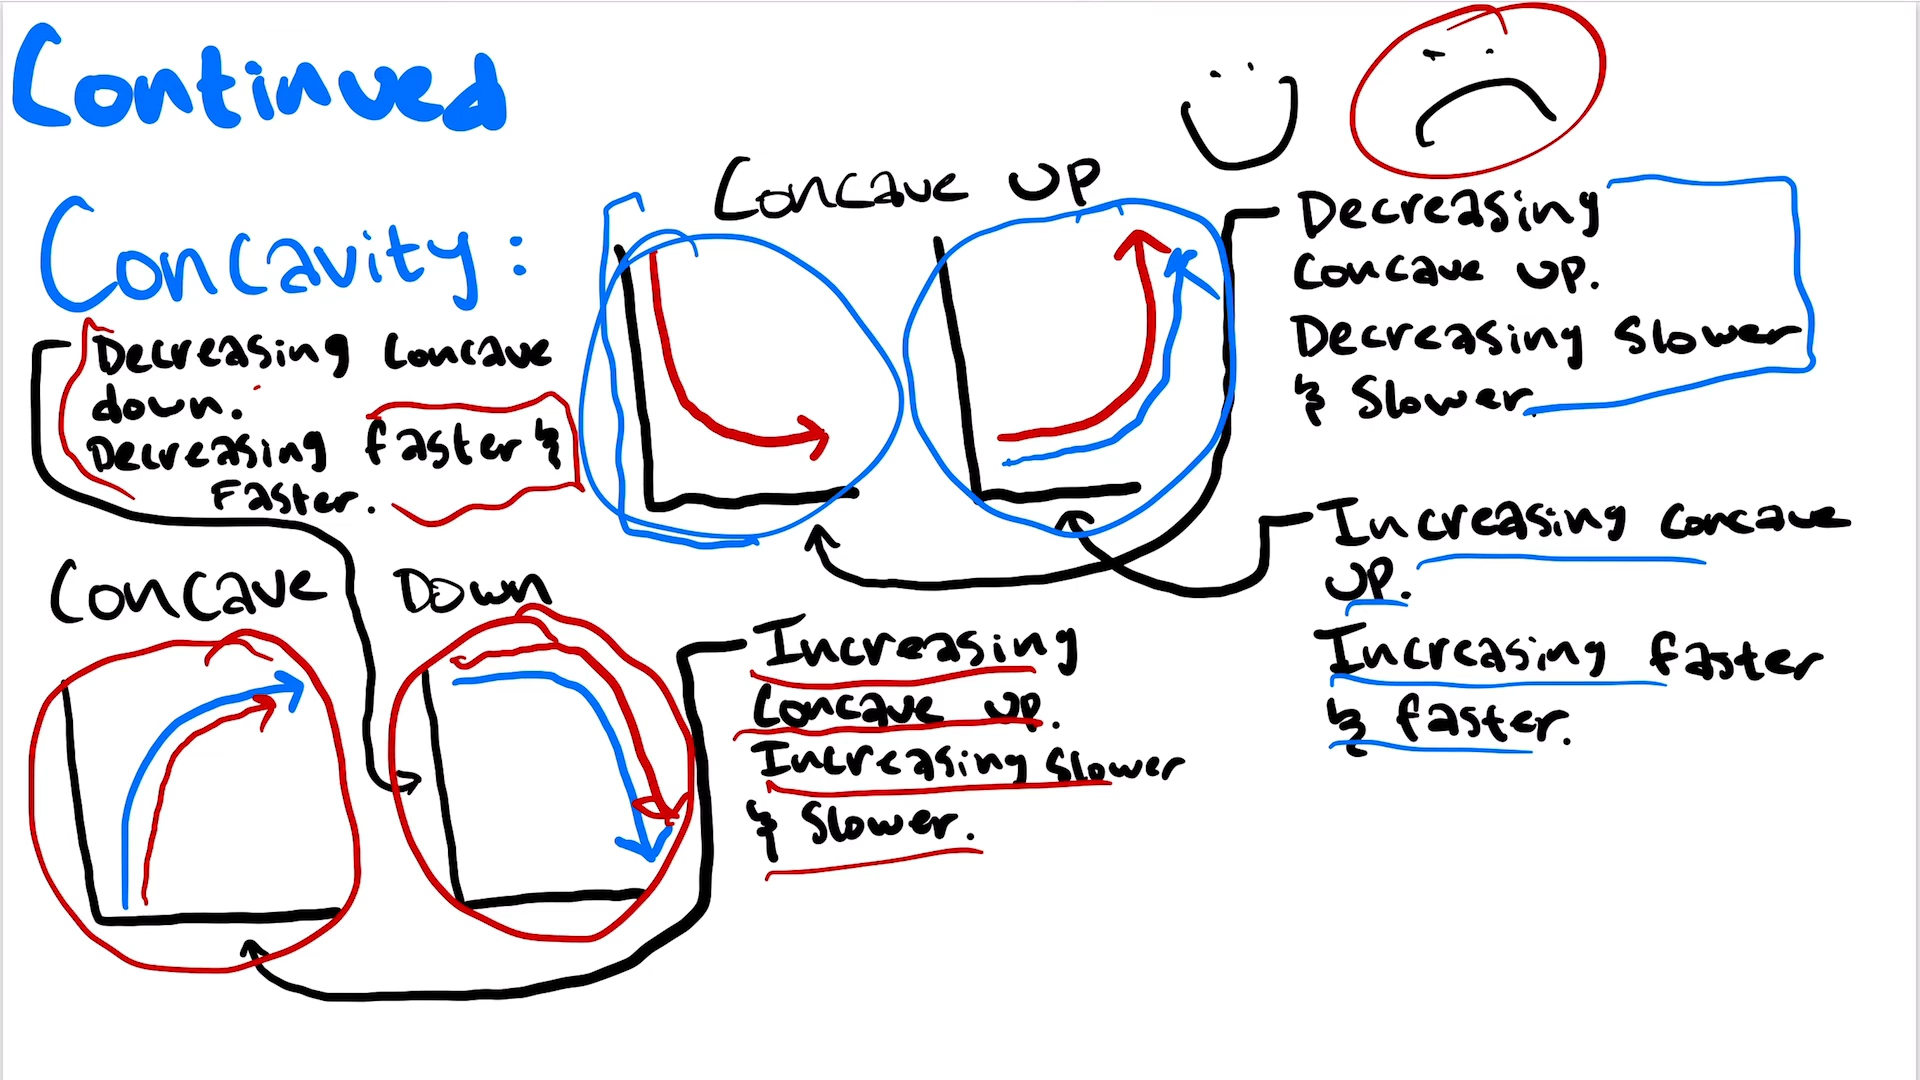 Continued
Concavity:
Decreasing Concave
down.
Decreasing faster &
Faster.
Concave Up
Decreasing
Concave up.
Decreasing Slower
& Slower.
Increasing Concave
up.
Increasing faster
& faster.
Concave Down
Increasing
Concave up.
Increasing slower
& Slower.